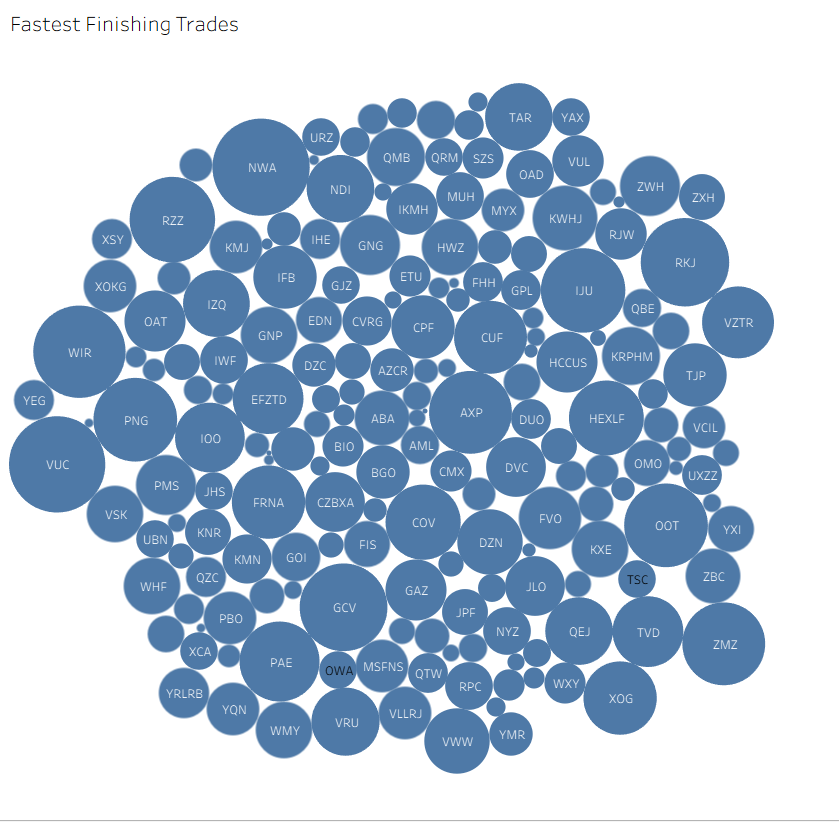 Fastest Finishing Trades
TAR
YAX
URZ
QMB
QRM
SZS
VUL
NWA
OAD
NDI
ZWH
MUH
ZXH
IKMH
MYX
KWHJ
RZZ
RJW
XSY
IHE
KMJ
GNG
HWZ
RKJ
IFB
ETU
FHH
XOKG
GJZ
GPL
IJU
IZQ
QBE
OAT
EDN
CVRG
VZTR
GNP
CPF
CUF
WIR
KRPHM
IWF
DZC
HCCUS
AZCR
TJP
YEG
EFZTD
AXP
PNG
ABA
DUO
HEXLF
VCIL
IOO
BIO
AML
VUC
OMO
BGO
CMX
DVC
UXZZ
PMS
JHS
FRNA
CZBXA
VSK
COV
FVO
OOT
YXI
KNR
UBN
FIS
DZN
KXE
KMN
GOI
QZC
ZBC
TSC
WHF
GAZ
JLO
GCV
JPF
PBO
NYZ
QEJ
TVD
ZMZ
XCA
PAE
OWA
MSFNS
QTW
RPC
WXY
YRLRB
XOG
YQN
VLLRJ
VRU
WMY
YMR
VWW